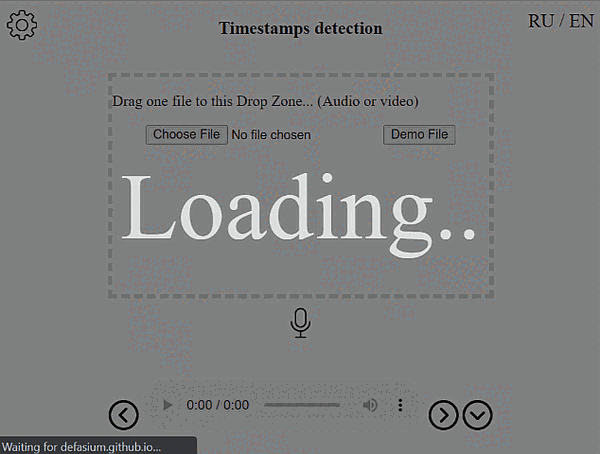 Timestamps detection
RU / EN
Drag one file to this Drop Zone... (Audio or video)
Choose File No file chosen
Demo File
Loading..
0:00 / 0:00
Waiting for defasium.github.io...